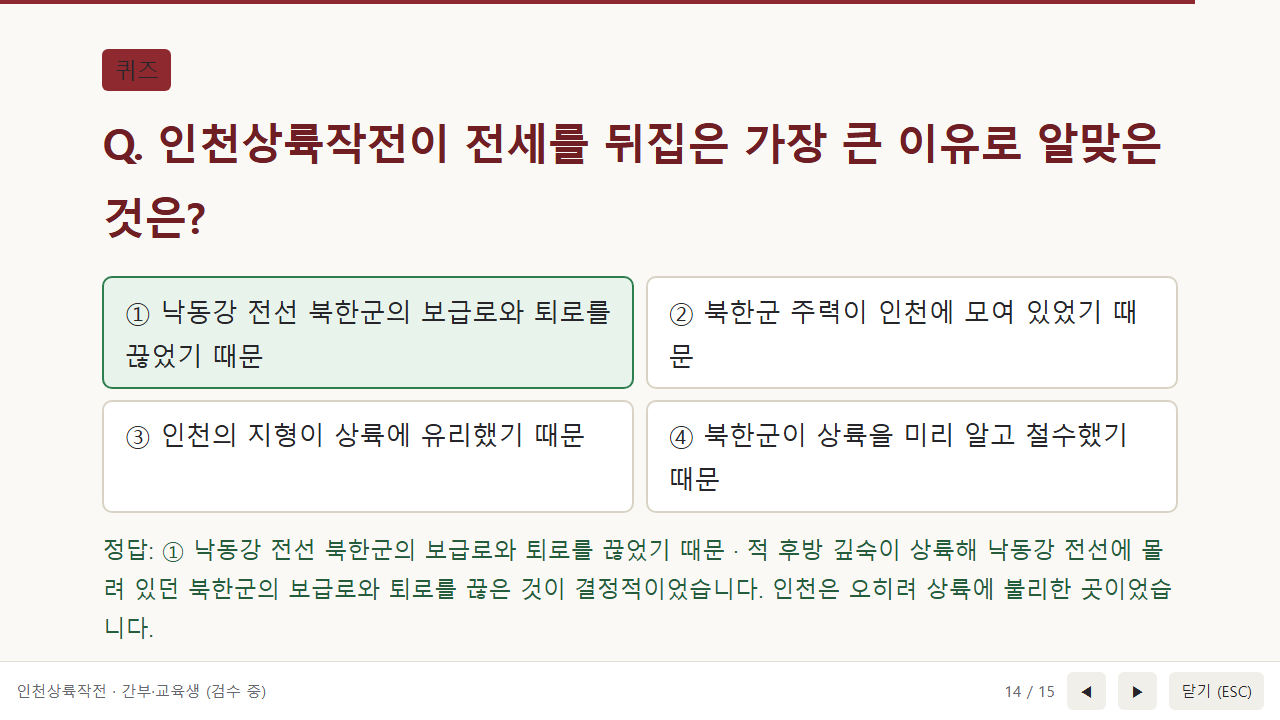 퀴즈
Q. 인천상륙작전이 전세를 뒤집은 가장 큰 이유로 알맞은
것은?
① 낙동강 전선 북한군의 보급로와 퇴로를
끊었기 때문
② 북한군 주력이 인천에 모여 있었기 때
문
③ 인천의 지형이 상륙에 유리했기 때문
④ 북한군이 상륙을 미리 알고 철수했기
때문
정답: ① 낙동강 전선 북한군의 보급로와 퇴로를 끊었기 때문 · 적 후방 깊숙이 상륙해 낙동강 전선에 몰
려 있던 북한군의 보급로와 퇴로를 끊은 것이 결정적이었습니다. 인천은 오히려 상륙에 불리한 곳이었습
니다.
인천상륙작전 · 간부·교육생 (검수 중)
14 / 15
◀
▶
닫기 (ESC)